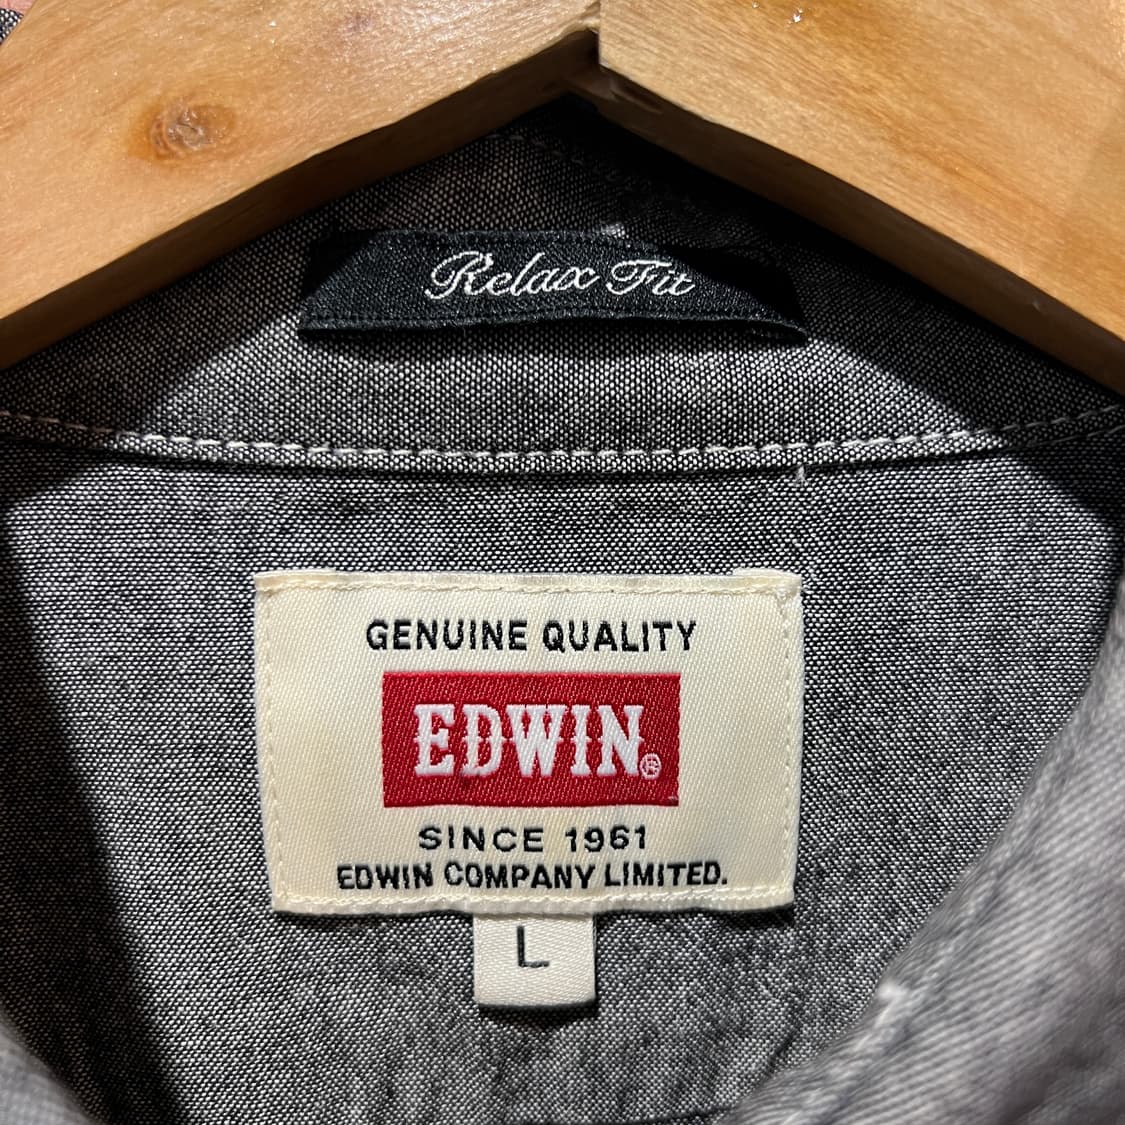 Relax Fit
GENUINE QUALITY
EDWIN®
SINCE 1961
EDWIN COMPANY LIMITED.
L